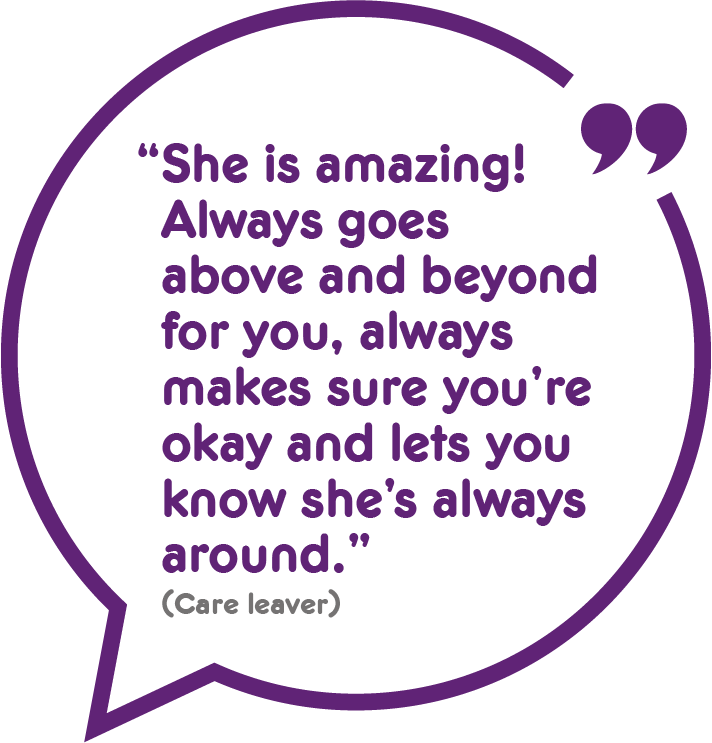 “She is amazing!
Always goes
above and beyond
for you, always
makes sure you’re
okay and lets you
know she’s always
around.”
(Care leaver)